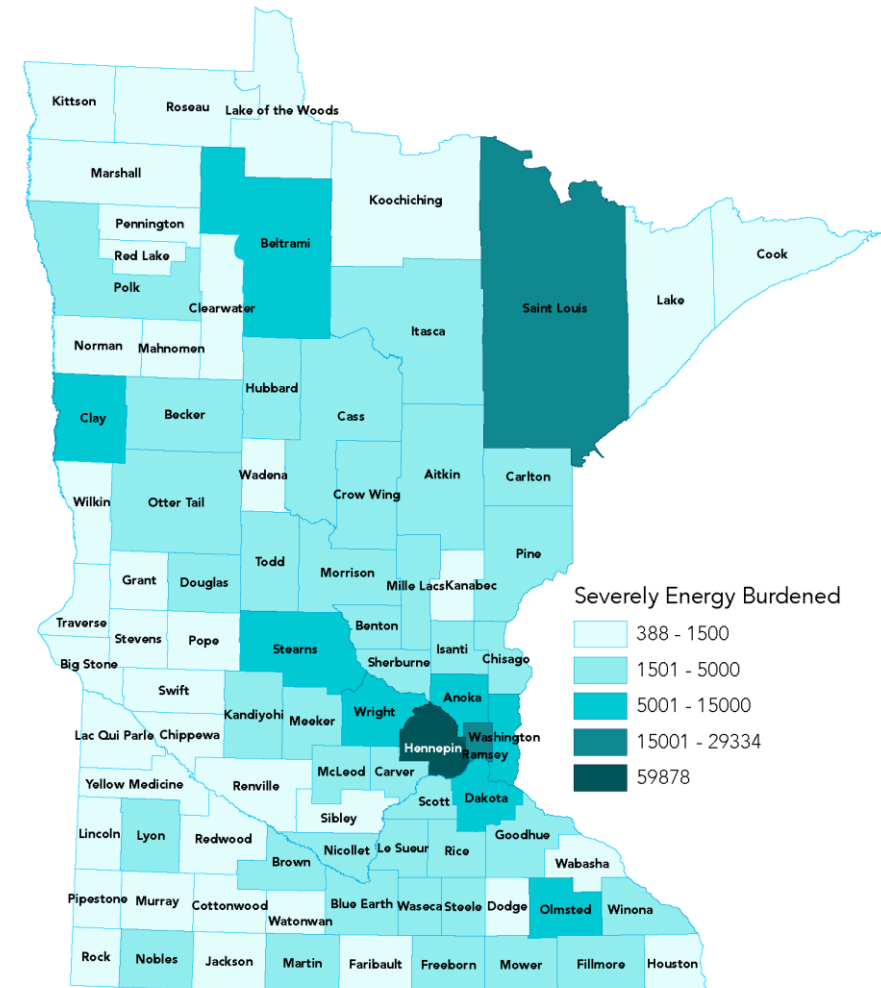 Kittson
Roseau
Lake of the Woods
Marshall
Koochiching
Pennington
Beltrami
Red Lake
Cook
Polk
Clearwater
Lake
Saint Louis
Itasca
Norman
Mahnomen
Hubbard
Clay
Becker
Cass
Wadena
Aitkin
Carlton
Crow Wing
Wilkin
Otter Tail
Pine
Todd
Morrison
Grant
Douglas
Mille Lacs
Kanabec
Severely Energy Burdened
388 - 1500
1501 - 5000
5001 - 15000
15001 - 29334
59878
Traverse
Benton
Stevens
Pope
Stearns
Isanti
Big Stone
Sherburne
Chisago
Swift
Anoka
Kandiyohi
Meeker
Wright
Lac Qui Parle
Chippewa
Washington
Hennepin
Ramsey
McLeod
Carver
Yellow Medicine
Renville
Scott
Dakota
Sibley
Lincoln
Lyon
Redwood
Goodhue
Nicollet
Le Sueur
Rice
Brown
Wabasha
Pipestone
Murray
Cottonwood
Blue Earth
Waseca
Steele
Dodge
Olmsted
Winona
Watonwan
Rock
Nobles
Jackson
Martin
Faribault
Freeborn
Mower
Fillmore
Houston